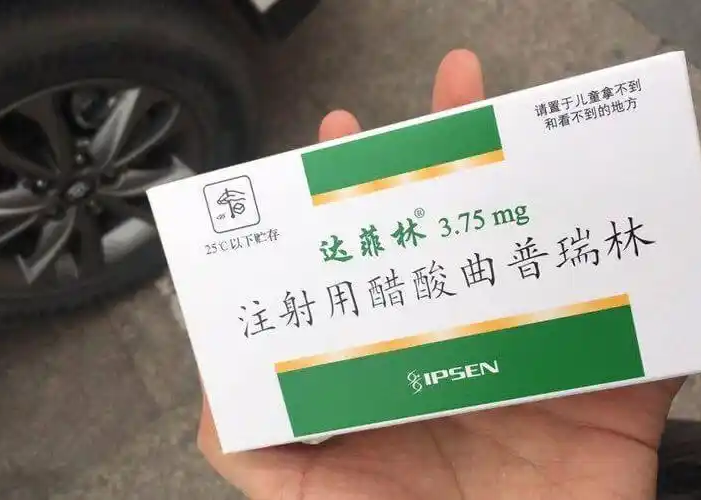 请置于儿童拿不到
和看不到的地方
25℃以下贮存
达菲林® 3.75 mg
注射用醋酸曲普瑞林
IPSEN